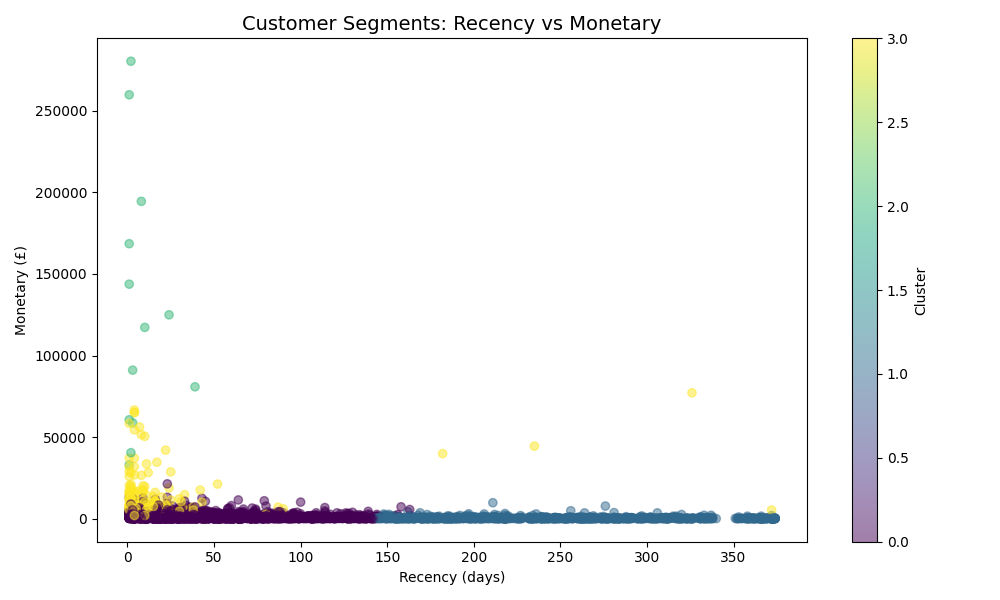 Customer Segments: Recency vs Monetary
Monetary (£)
250000
200000
150000
100000
50000
0
0 50 100 150 200 250 300 350
Recency (days)
3.0
2.5
2.0
1.5
1.0
0.5
0.0
Cluster